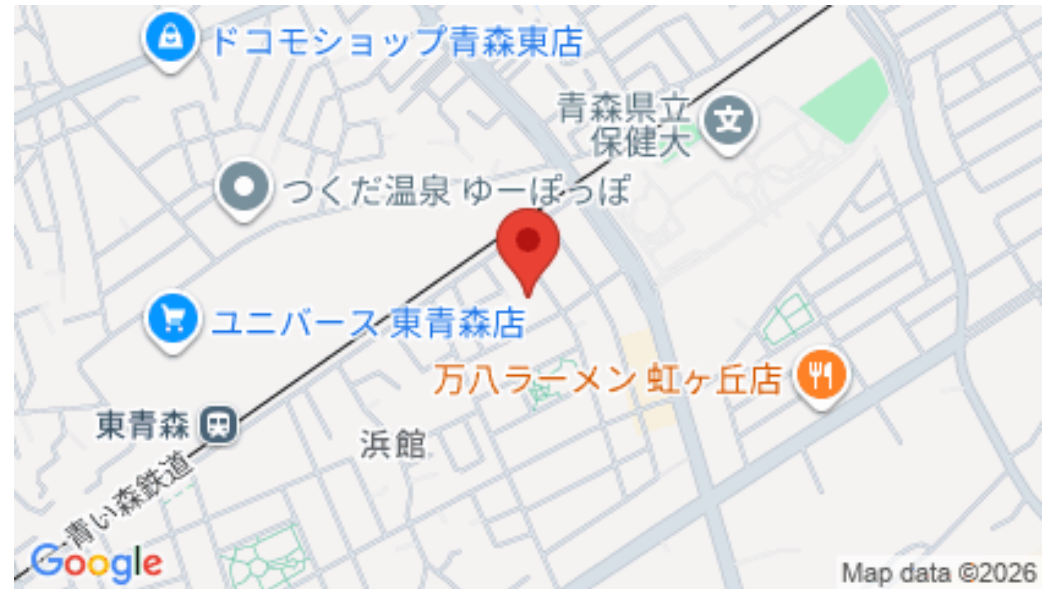 ドコモショップ青森東店
青森県立
保健大
文
つくだ温泉 ゆーぽっぽ
ユニバース 東青森店
万八ラーメン 虹ヶ丘店
東青森
浜館
青い森鉄道
Google
Map data ©2026